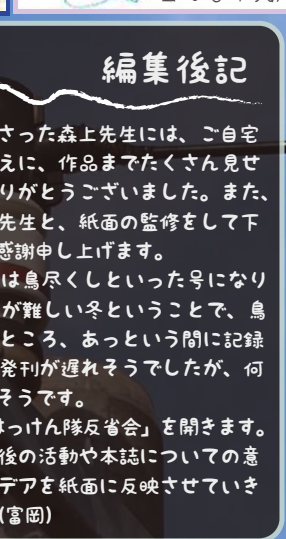 編集後記
さった森上先生には、ご自宅
えに、作品までたくさん見せ
りがとうございました。また、
先生と、紙面の監修をして下
感謝申し上げます。
は鳥尽くしといった号になり
が難しい冬ということで、鳥
ところ、あっという間に記録
発刊が遅れそうでしたが、何
そうです。
はっけん隊反省会」を開きます。
後の活動や本誌についての意
デアを紙面に反映させていき
(富岡)